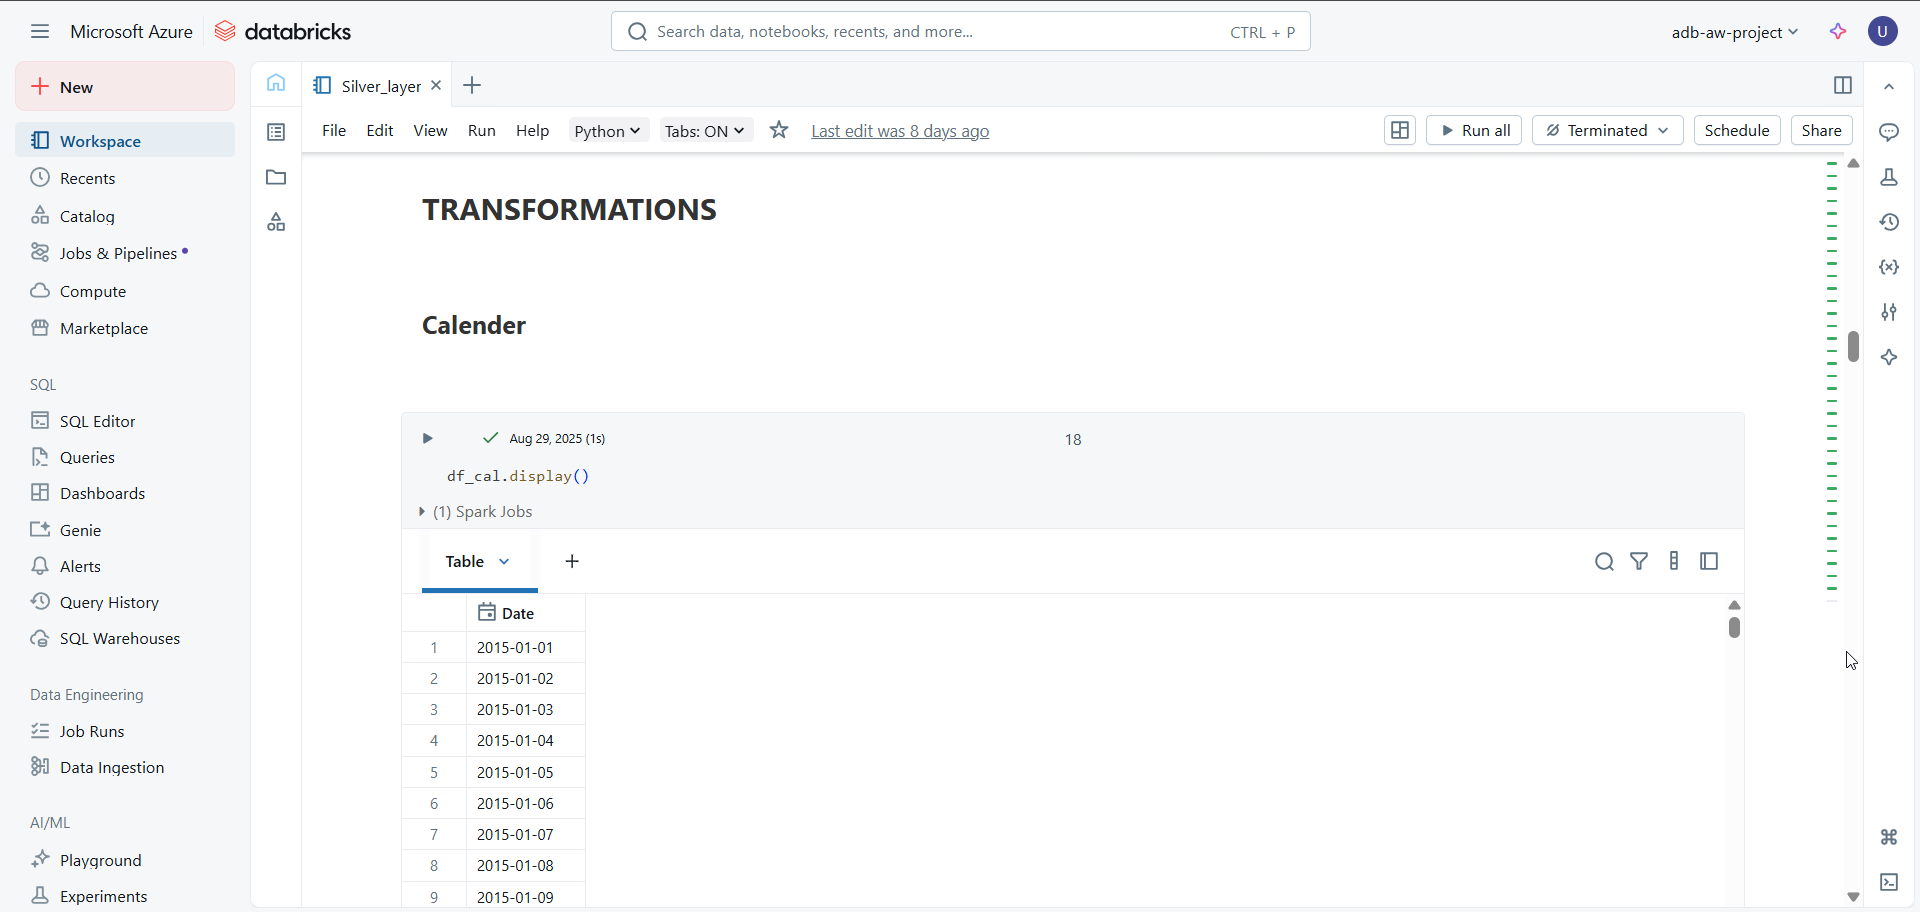 Microsoft Azure databricks Search data, notebooks, recents, and more... CTRL + P adb-aw-project U
New
Workspace
Recents
Catalog
Jobs & Pipelines
Compute
Marketplace
SQL
SQL Editor
Queries
Dashboards
Genie
Alerts
Query History
SQL Warehouses
Data Engineering
Job Runs
Data Ingestion
AI/ML
Playground
Experiments
Silver_layer
File Edit View Run Help Python Tabs: ON Last edit was 8 days ago Run all Terminated Schedule Share
TRANSFORMATIONS
Calender
Aug 29, 2025 (1s) 18
df_cal.display()
(1) Spark Jobs
Table
Date
1 2015-01-01
2 2015-01-02
3 2015-01-03
4 2015-01-04
5 2015-01-05
6 2015-01-06
7 2015-01-07
8 2015-01-08
9 2015-01-09